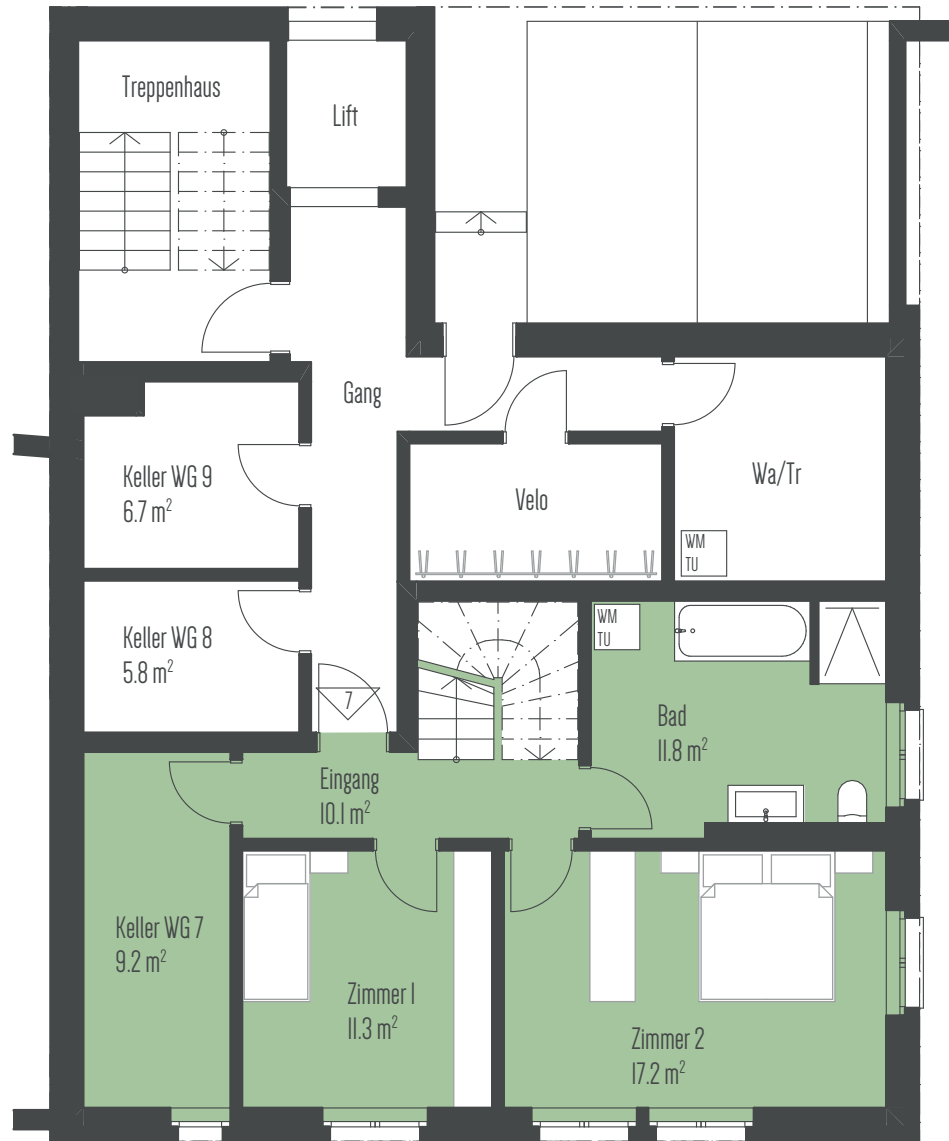 Treppenhaus
Lift
Gang
Keller WG 9
6.7 m²
Velo
Wa/Tr
WM
TU
Keller WG 8
5.8 m²
WM
TU
7
Bad
11.8 m²
Eingang
10.1 m²
Keller WG 7
9.2 m²
Zimmer 1
11.3 m²
Zimmer 2
17.2 m²